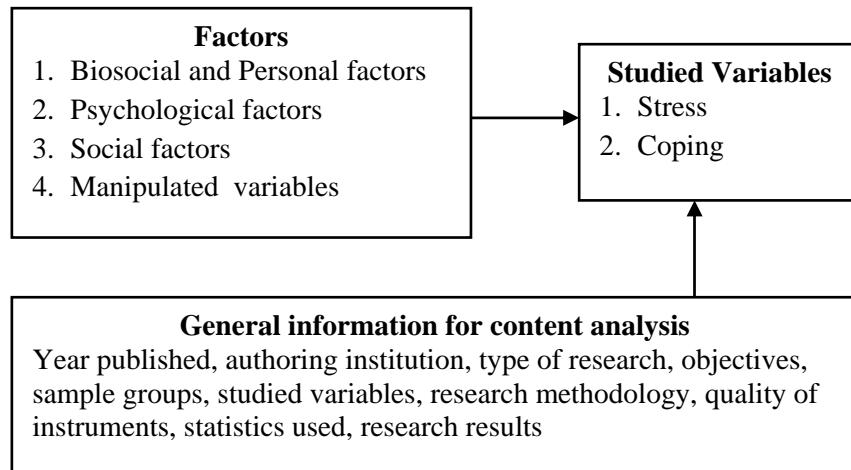 Factors
1. Biosocial and Personal factors
2. Psychological factors
3. Social factors
4. Manipulated variables
Studied Variables
1. Stress
2. Coping
General information for content analysis
Year published, authoring institution, type of research, objectives,
sample groups, studied variables, research methodology, quality of
instruments, statistics used, research results